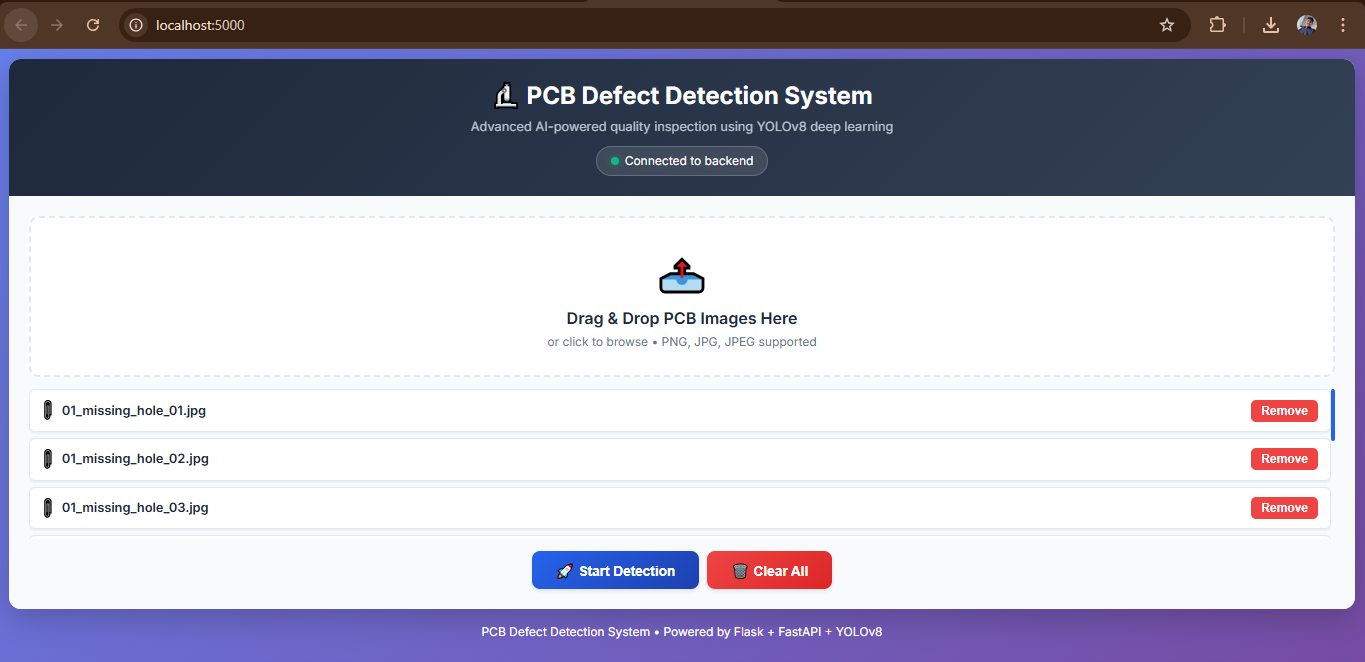 localhost:5000
PCB Defect Detection System
Advanced AI-powered quality inspection using YOLOv8 deep learning
Connected to backend
Drag & Drop PCB Images Here
or click to browse • PNG, JPG, JPEG supported
01_missing_hole_01.jpg Remove
01_missing_hole_02.jpg Remove
01_missing_hole_03.jpg Remove
Start Detection Clear All
PCB Defect Detection System • Powered by Flask + FastAPI + YOLOv8